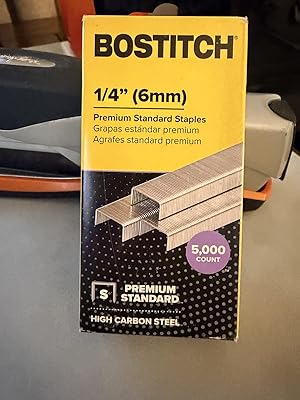 BOSTITCH®
1/4” (6mm)
Premium Standard Staples
Grapas estándar premium
Agrafes standard premium
5,000
COUNT
S
PREMIUM
STANDARD
HIGH CARBON STEEL